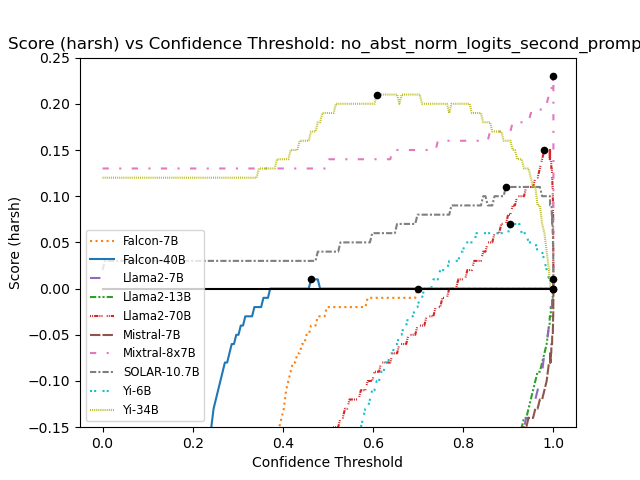 Score (harsh) vs Confidence Threshold: no_abst_norm_logits_second_promp
0.25
0.20
0.15
0.10
0.05
0.00
−0.05
−0.10
−0.15
Score (harsh)
Falcon-7B
Falcon-40B
Llama2-7B
Llama2-13B
Llama2-70B
Mistral-7B
Mixtral-8x7B
SOLAR-10.7B
Yi-6B
Yi-34B
0.0 0.2 0.4 0.6 0.8 1.0
Confidence Threshold